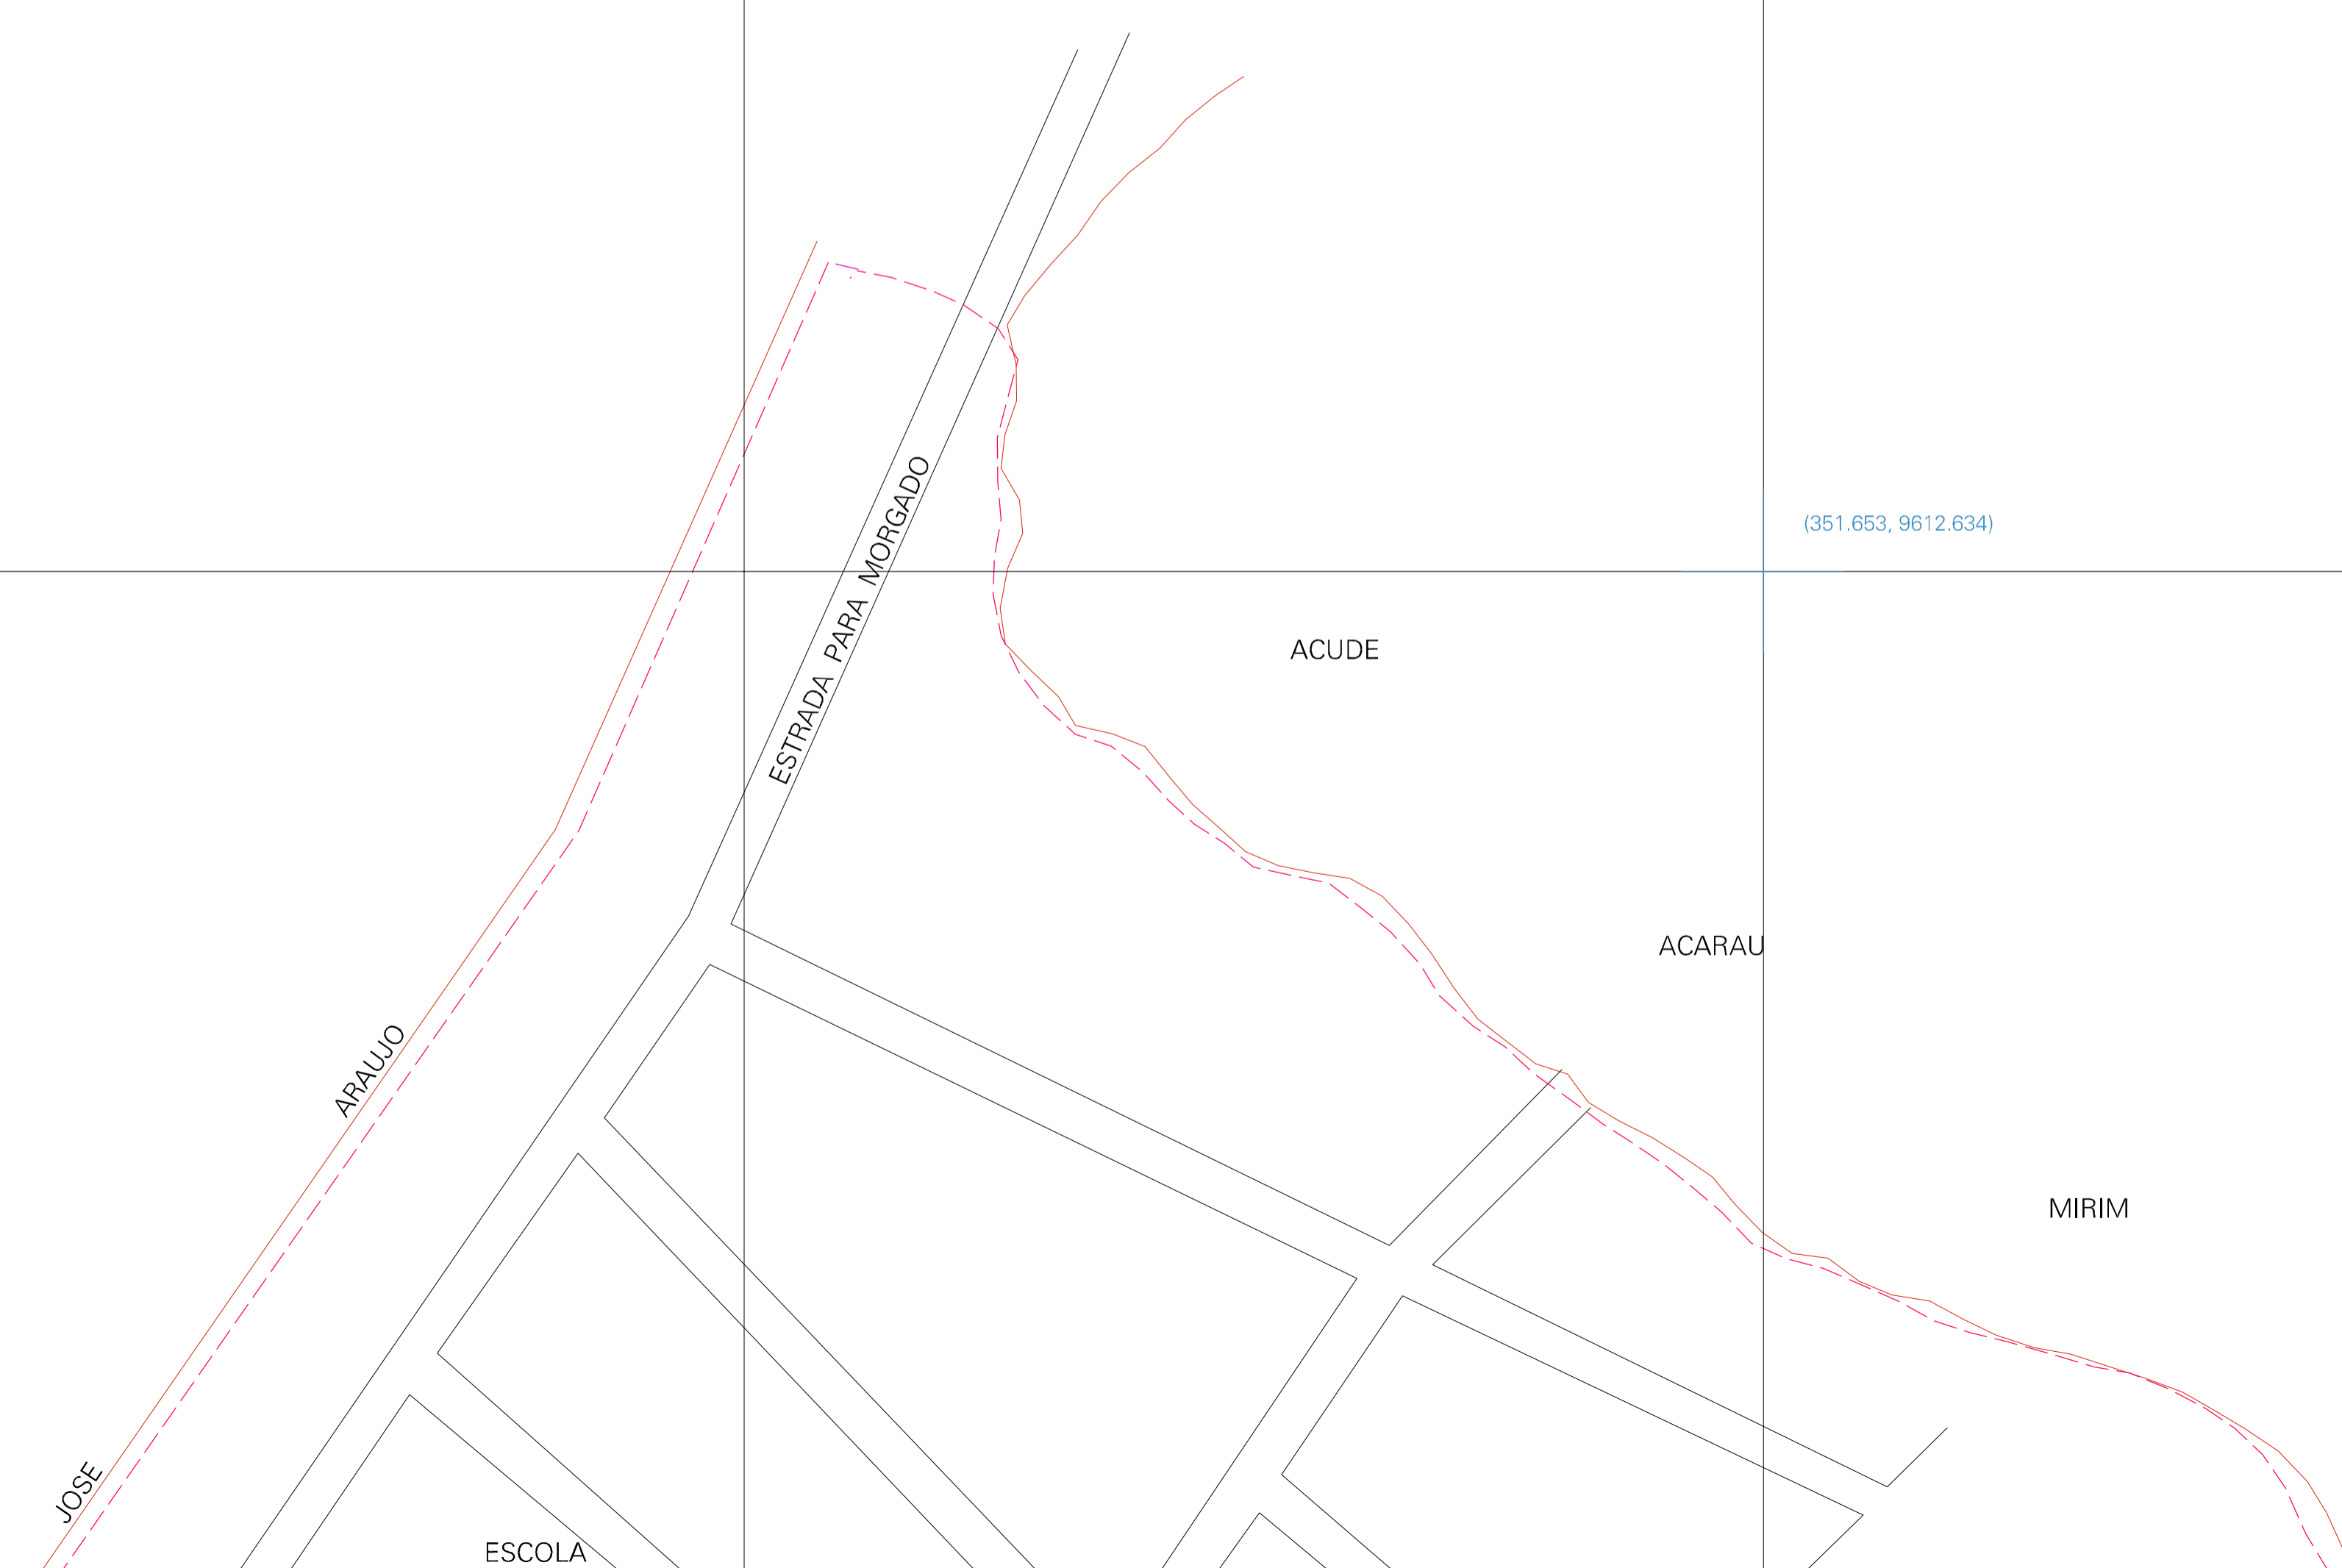 ESTRADA PARA MORGADO
(351.653, 9612.634)
ACUDE
ACARAU
MIRIM
JOSE ARAUJO
ESCOLA